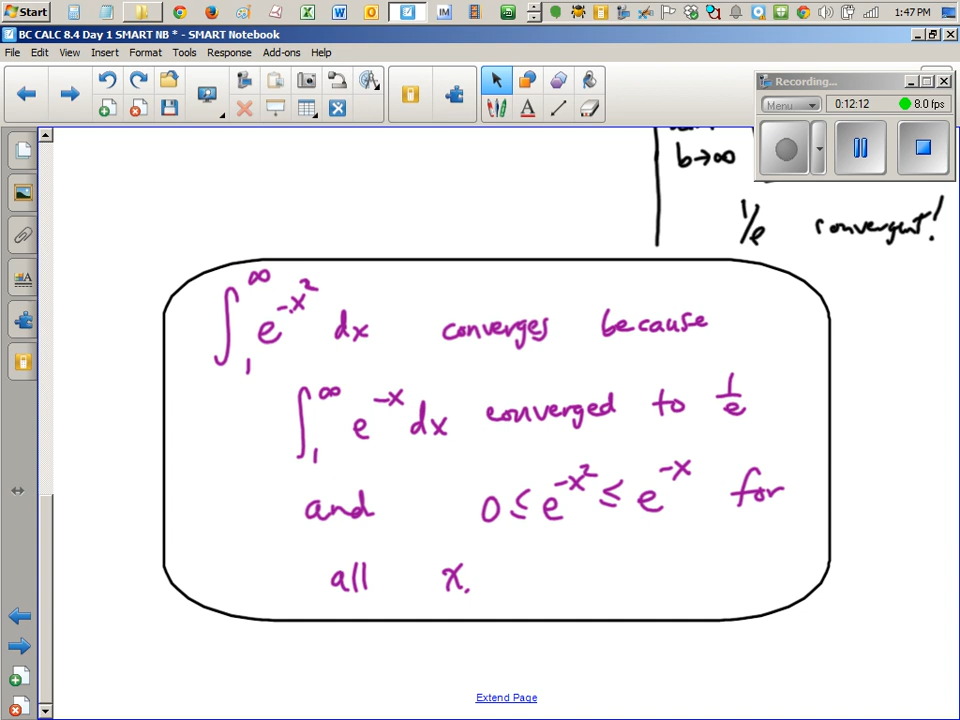 Start
1:47 PM
BC CALC 8.4 Day 1 SMART NB * - SMART Notebook
File Edit View Insert Format Tools Response Add-ons Help
Recording...
Menu 0:12:12 8.0 fps
b→∞
1/e convergent!
∫₁^∞ e^(-x²) dx converges because
∫₁^∞ e^(-x) dx converged to 1/e
and 0 ≤ e^(-x²) ≤ e^(-x) for
all x.
Extend Page